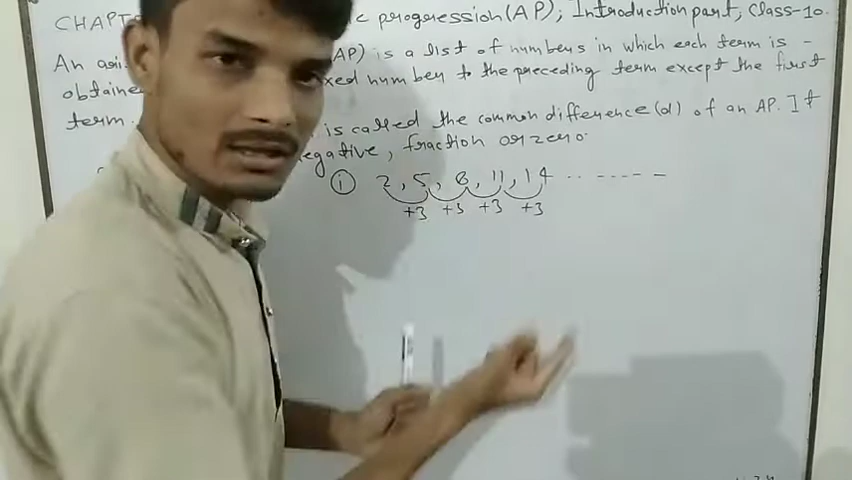 CHAPT c progression (AP); Introduction part, Class-10.
An ari AP) is a list of numbers in which each term is -
obtaine xed number to the preceding term except the first
term. is called the common difference (d) of an AP. It
egative, fraction or zero.
(i) 2, 5, 8, 11, 14 .. -----
+3 +3 +3 +3